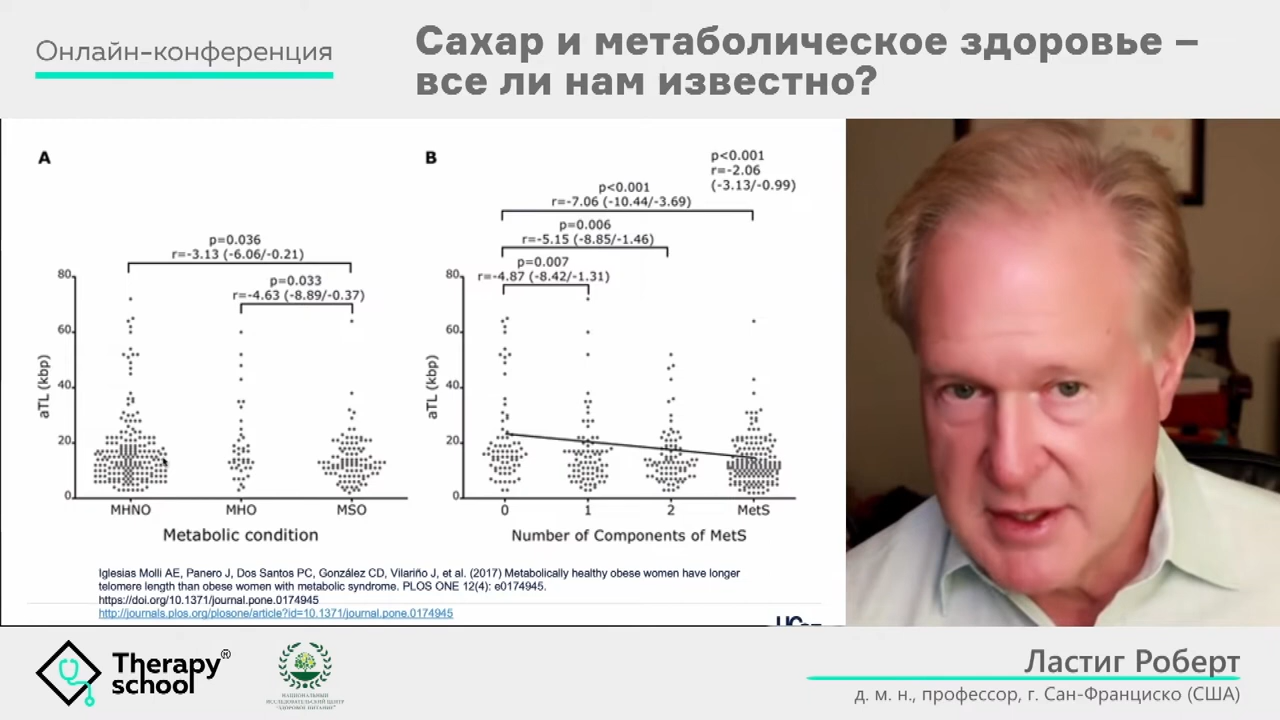 Онлайн-конференция
Сахар и метаболическое здоровье –
все ли нам известно?
A
p=0.036
r=-3.13 (-6.06/-0.21)
p=0.033
r=-4.63 (-8.89/-0.37)
80
60
40
20
0
aTL (kbp)
MHNO MHO MSO
Metabolic condition
B
p<0.001
r=-2.06
(-3.13/-0.99)
p<0.001
r=-7.06 (-10.44/-3.69)
p=0.006
r=-5.15 (-8.85/-1.46)
p=0.007
r=-4.87 (-8.42/-1.31)
80
60
40
20
0
aTL (kbp)
0 1 2 MetS
Number of Components of MetS
Iglesias Molli AE, Panero J, Dos Santos PC, González CD, Vilariño J, et al. (2017) Metabolically healthy obese women have longer
telomere length than obese women with metabolic syndrome. PLOS ONE 12(4): e0174945.
https://doi.org/10.1371/journal.pone.0174945
http://journals.plos.org/plosone/article?id=10.1371/journal.pone.0174945
Therapy®
school
НАЦИОНАЛЬНЫЙ
ИССЛЕДОВАТЕЛЬСКИЙ ЦЕНТР
"ЗДОРОВОЕ ПИТАНИЕ"
Ластиг Роберт
д. м. н., профессор, г. Сан-Франциско (США)